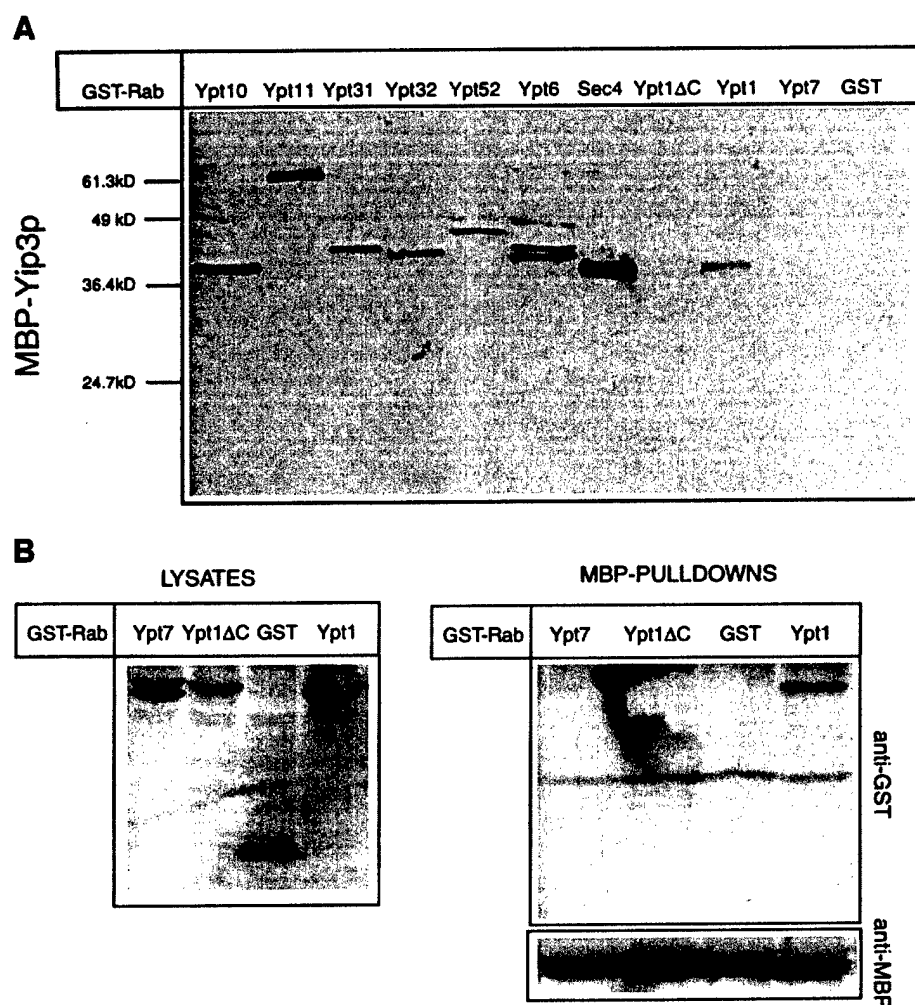 A
GST-Rab Ypt10 Ypt11 Ypt31 Ypt32 Ypt52 Ypt6 Sec4 Ypt1ΔC Ypt1 Ypt7 GST
61.3kD
49 kD
36.4kD
24.7kD
MBP-Yip3p
B
LYSATES
GST-Rab Ypt7 Ypt1ΔC GST Ypt1
MBP-PULLDOWNS
GST-Rab Ypt7 Ypt1ΔC GST Ypt1
anti-GST
anti-MBP